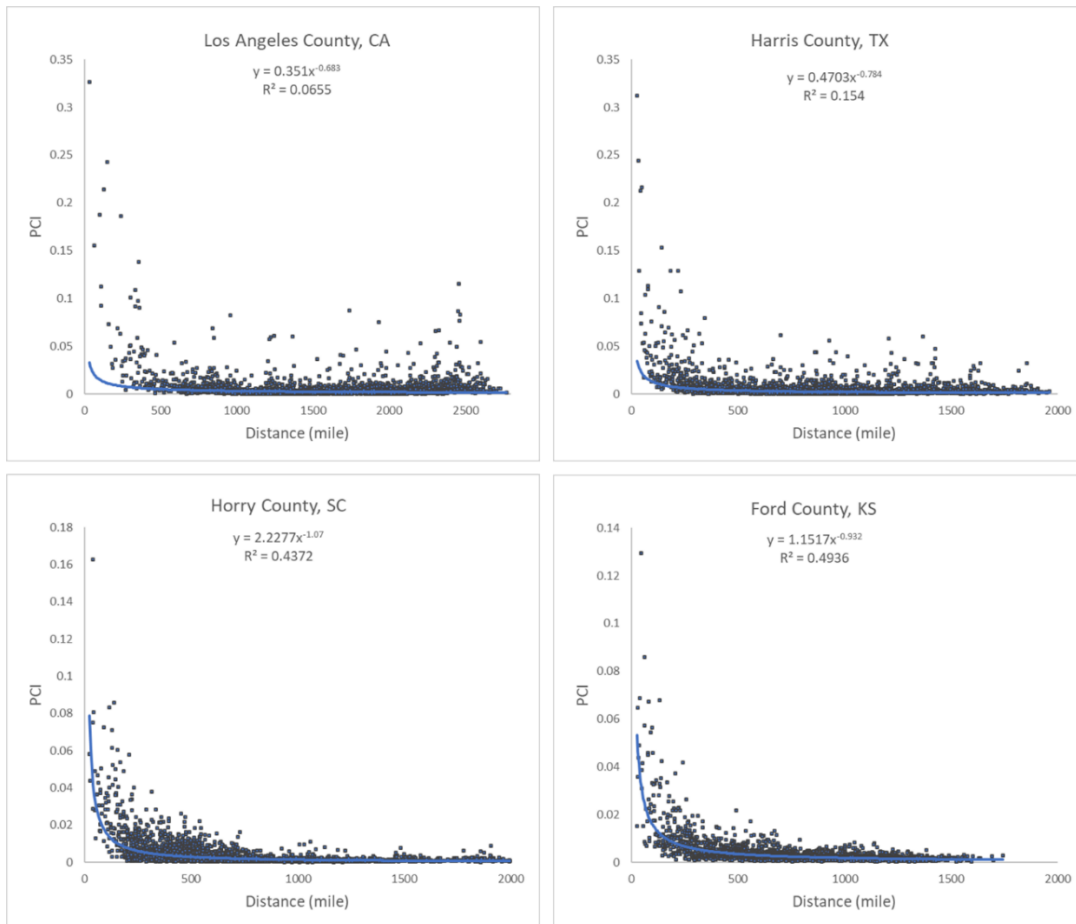 Los Angeles County, CA
y = 0.351x^-0.683
R² = 0.0655
0.35
0.3
0.25
0.2
0.15
0.1
0.05
0
PCI
0
500
1000
1500
2000
2500
Distance (mile)
Harris County, TX
y = 0.4703x^-0.784
R² = 0.154
0.35
0.3
0.25
0.2
0.15
0.1
0.05
0
PCI
0
500
1000
1500
2000
Distance (mile)
Horry County, SC
y = 2.2277x^-1.07
R² = 0.4372
0.18
0.16
0.14
0.12
0.1
0.08
0.06
0.04
0.02
0
PCI
0
500
1000
1500
2000
Distance (mile)
Ford County, KS
y = 1.1517x^-0.932
R² = 0.4936
0.14
0.12
0.1
0.08
0.06
0.04
0.02
0
PCI
0
500
1000
1500
2000
Distance (mile)